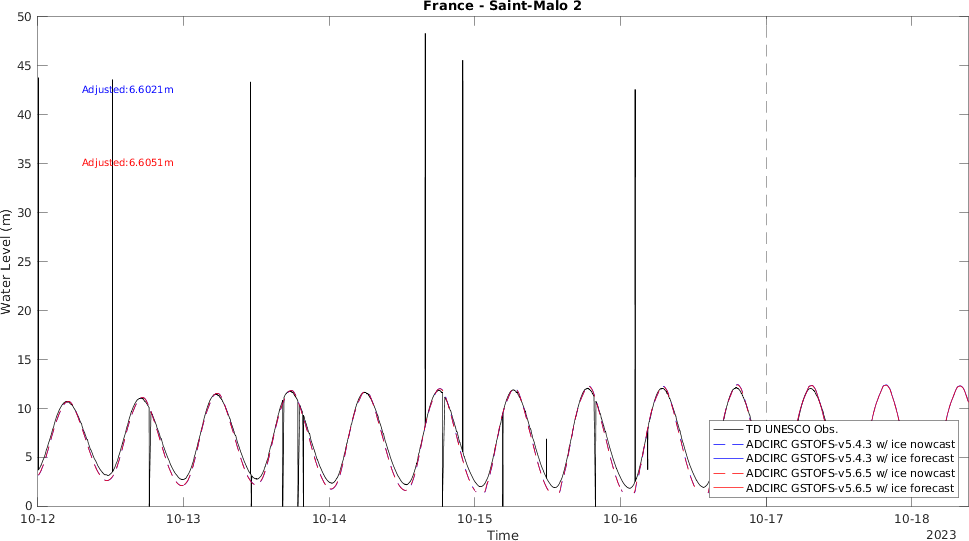 France - Saint-Malo 2
50
45
40
35
30
25
20
15
10
5
0
Water Level (m)
Adjusted:6.6021m
Adjusted:6.6051m
TD UNESCO Obs.
ADCIRC GSTOFS-v5.4.3 w/ ice nowcast
ADCIRC GSTOFS-v5.4.3 w/ ice forecast
ADCIRC GSTOFS-v5.6.5 w/ ice nowcast
ADCIRC GSTOFS-v5.6.5 w/ ice forecast
10-12 10-13 10-14 10-15 10-16 10-17 10-18
Time
2023